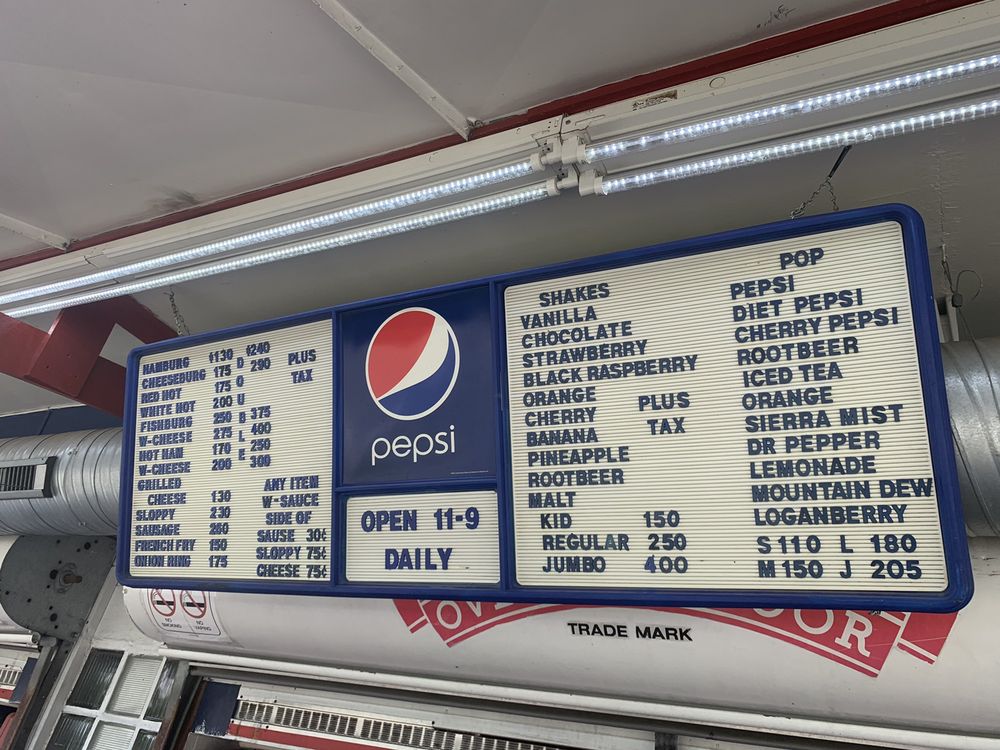 HAMBURG $130 $240
CHEESEBURG 175 D 290
RED HOT 175 O
WHITE HOT 200 U
FISHBURG 250 B 375
W-CHEESE 275 L 400
HOT HAM 170 E 250
W-CHEESE 200 300
GRILLED
CHEESE 130
SLOPPY 230
SAUSAGE 260
FRENCH FRY 150
ONION RING 175
PLUS
TAX
ANY ITEM
W-SAUCE
SIDE OF
SAUSE 30¢
SLOPPY 75¢
CHEESE 75¢
pepsi
OPEN 11-9
DAILY
SHAKES
VANILLA
CHOCOLATE
STRAWBERRY
BLACK RASPBERRY
ORANGE
CHERRY
BANANA
PINEAPPLE
ROOTBEER
MALT
PLUS
TAX
KID 150
REGULAR 250
JUMBO 400
POP
PEPSI
DIET PEPSI
CHERRY PEPSI
ROOTBEER
ICED TEA
ORANGE
SIERRA MIST
DR PEPPER
LEMONADE
MOUNTAIN DEW
LOGANBERRY
S 110 L 180
M 150 J 205
NO SMOKING
NO VAPING
OOR
TRADE MARK